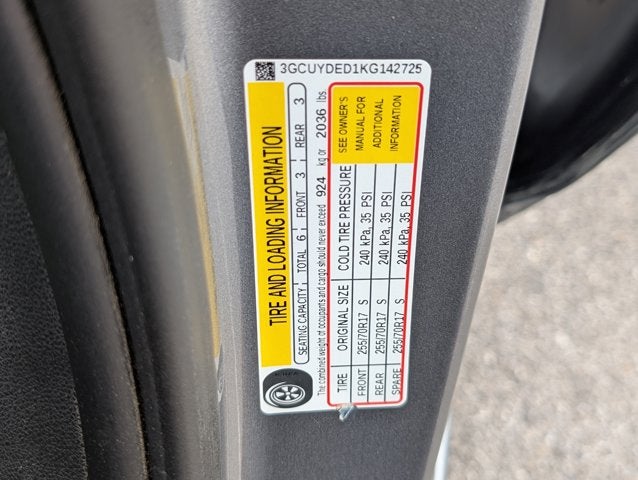 3GCUYDED1KG142725
TIRE AND LOADING INFORMATION
SEATING CAPACITY TOTAL 6 FRONT 3 REAR 3
The combined weight of occupants and cargo should never exceed 924 kg or 2036 lbs
TIRE ORIGINAL SIZE COLD TIRE PRESSURE
FRONT 255/70R17 S 240 kPa, 35 PSI
REAR 255/70R17 S 240 kPa, 35 PSI
SPARE 255/70R17 S 240 kPa, 35 PSI
SEE OWNER'S
MANUAL FOR
ADDITIONAL
INFORMATION